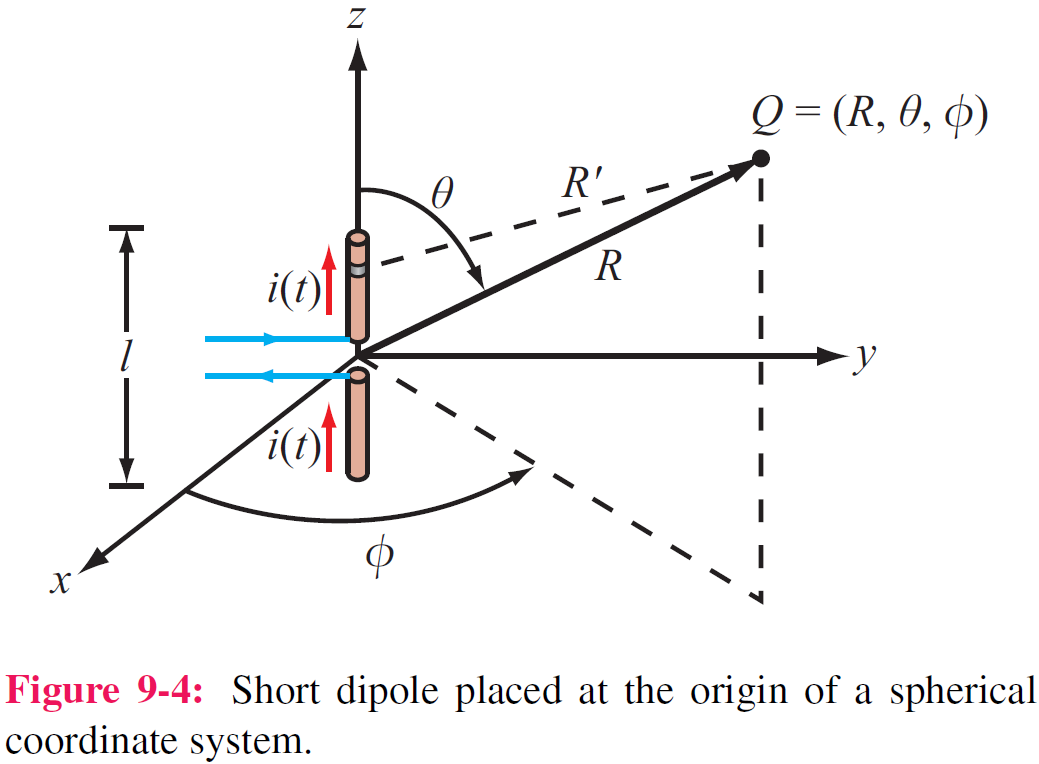 z
Q = (R, θ, ϕ)
R′
θ
R
i(t)
l
y
i(t)
ϕ
x
Figure 9-4: Short dipole placed at the origin of a spherical
coordinate system.